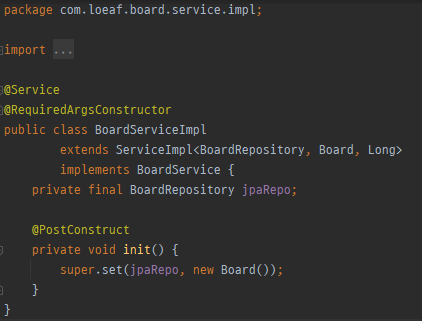 package com.loeaf.board.service.impl;
import ...
@Service
@RequiredArgsConstructor
public class BoardServiceImpl
extends ServiceImpl<BoardRepository, Board, Long>
implements BoardService {
private final BoardRepository jpaRepo;
@PostConstruct
private void init() {
super.set(jpaRepo, new Board());
}
}